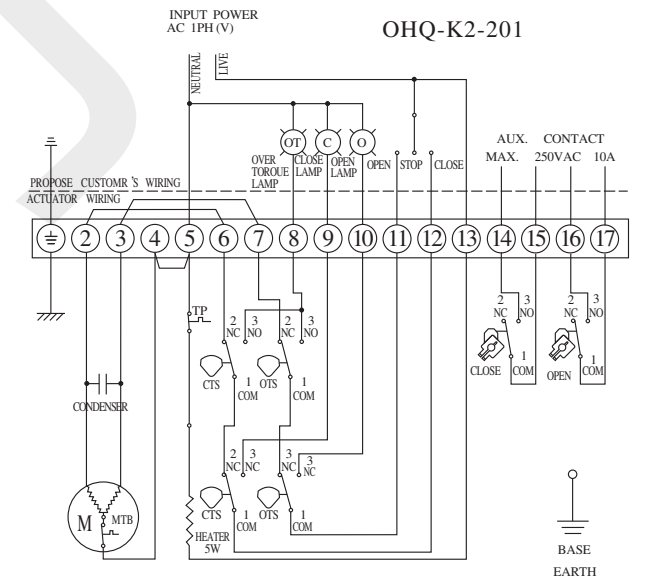 INPUT POWER
AC 1PH (V)
OHQ-K2-201
NEUTRAL
LIVE
OT
C
O
OVER TOROUE LAMP
CLOSE LAMP
OPEN LAMP
OPEN
STOP
CLOSE
AUX. CONTACT
MAX. 250VAC 10A
PROPOSE CUSTOMR'S WIRING
ACTUATOR WIRING
2 3 4 5 6 7 8 9 10 11 12 13 14 15 16 17
TP
2 NC
3 NO
2 NC
3 NO
CTS
1 COM
OTS
1 COM
2 NC
3 NO
1 COM
CLOSE
2 NC
3 NO
1 COM
OPEN
CONDENSER
2 NC
3 NC
3 NC
3 NC
CTS
1 COM
OTS
1 COM
M
MTB
HEATER
5W
BASE
EARTH